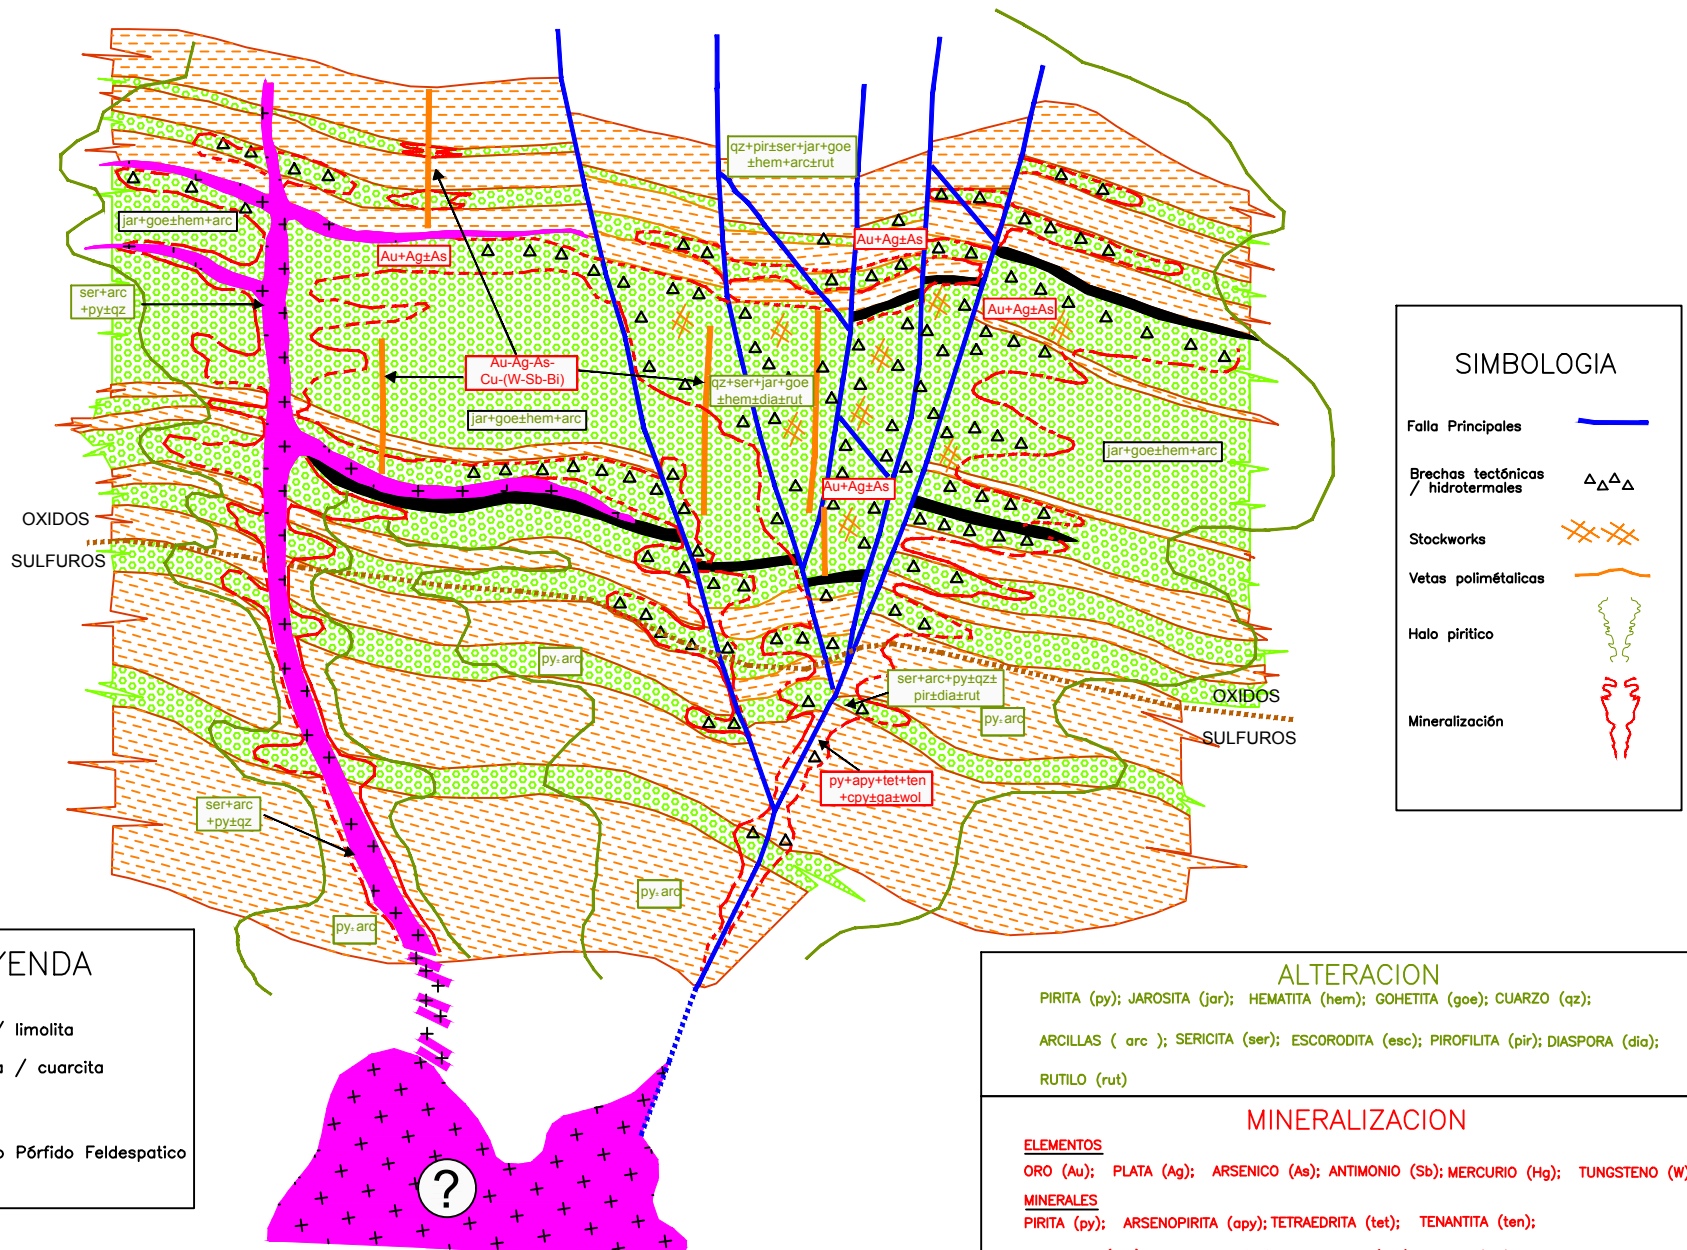 qz+pir±ser+jar+goe
±hem+arc±rut
jar+goe±hem+arc
Au+Ag±As
Au+Ag±As
ser+arc
+py±qz
Au+Ag±As
Au-Ag-As-
Cu-(W-Sb-Bi)
qz+ser+jar+goe
±hem±dia±rut
jar+goe±hem+arc
jar+goe±hem+arc
Au+Ag±As
OXIDOS
SULFUROS
py±arc
ser+arc+py±qz±
pir±dia±rut
py±arc
OXIDOS
SULFUROS
py+apy+tet+ten
+cpy±ga±wol
ser+arc
+py±qz
py±arc
py±arc
?
SIMBOLOGIA
Falla Principales
Brechas tectónicas
/ hidrotermales
Stockworks
Vetas polimétalicas
Halo piritico
Mineralización
YENDA
/ limolita
a / cuarcita
o Pórfido Feldespatico
ALTERACION
PIRITA (py); JAROSITA (jar); HEMATITA (hem); GOHETITA (goe); CUARZO (qz);
ARCILLAS ( arc ); SERICITA (ser); ESCORODITA (esc); PIROFILITA (pir); DIASPORA (dia);
RUTILO (rut)
MINERALIZACION
ELEMENTOS
ORO (Au); PLATA (Ag); ARSENICO (As); ANTIMONIO (Sb); MERCURIO (Hg); TUNGSTENO (W)
MINERALES
PIRITA (py); ARSENOPIRITA (apy); TETRAEDRITA (tet); TENANTITA (ten);